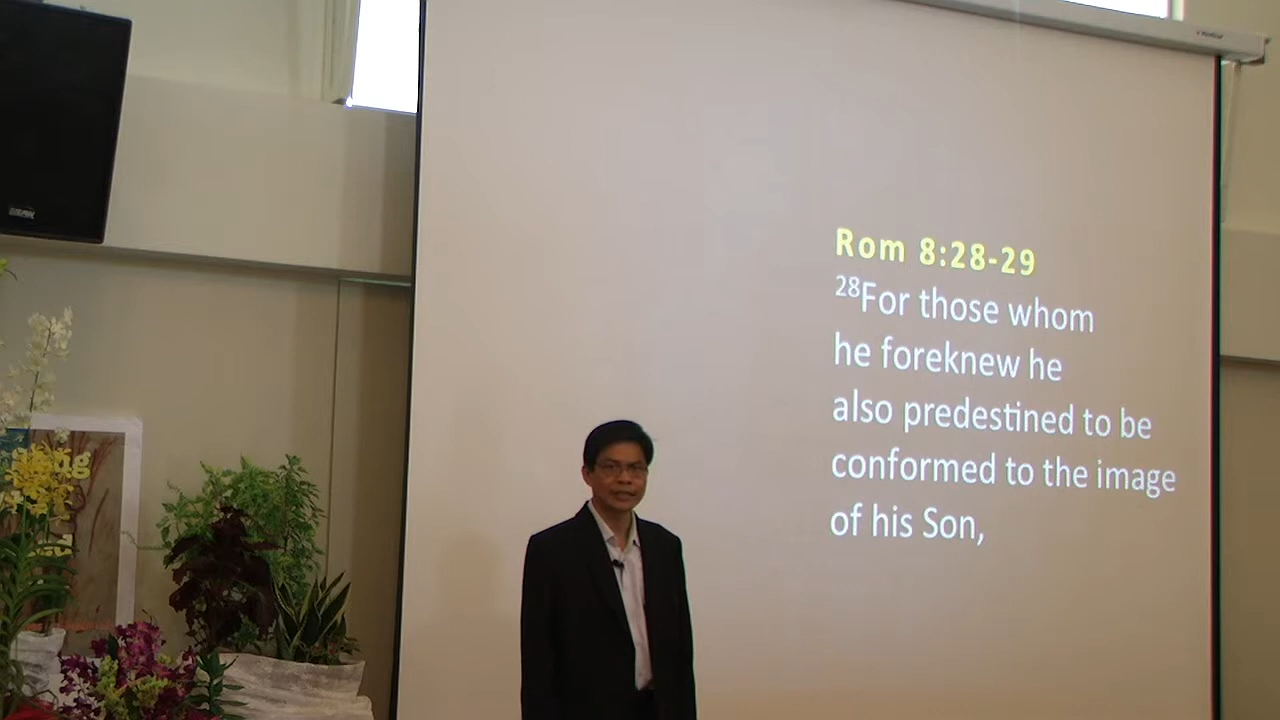 Rom 8:28-29
28For those whom
he foreknew he
also predestined to be
conformed to the image
of his Son,